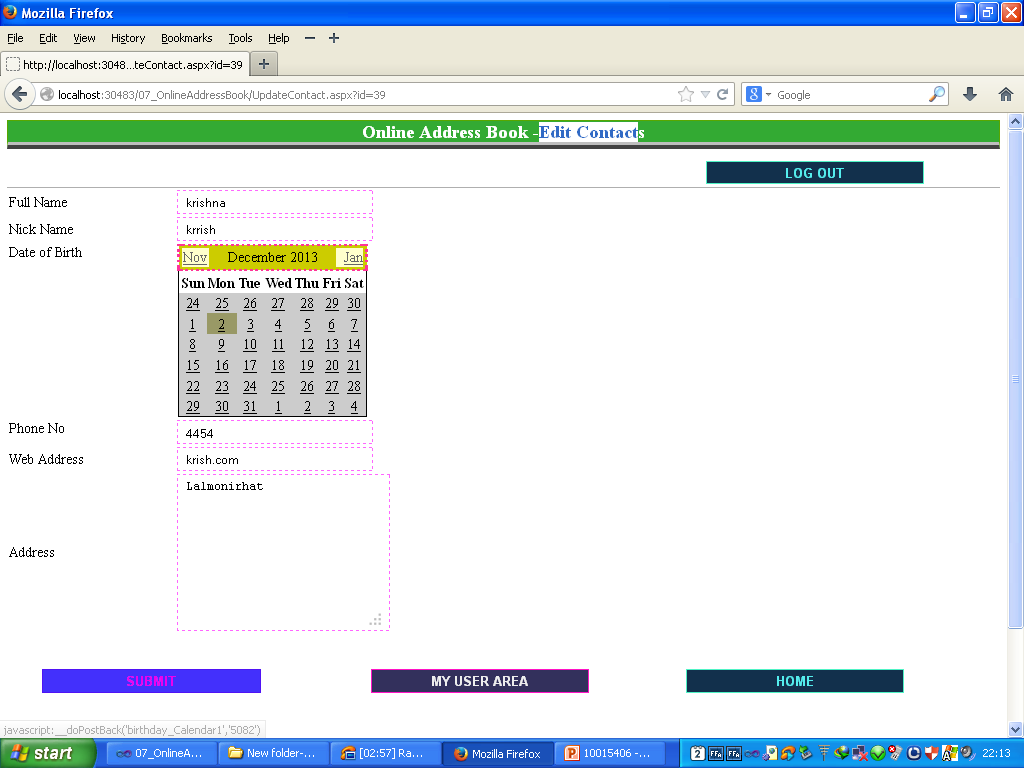 Mozilla Firefox
File Edit View History Bookmarks Tools Help
http://localhost:3048...teContact.aspx?id=39
localhost:30483/07_OnlineAddressBook/UpdateContact.aspx?id=39
Google
Online Address Book -Edit Contacts
LOG OUT
Full Name krishna
Nick Name krrish
Date of Birth
Nov December 2013 Jan
Sun Mon Tue Wed Thu Fri Sat
24 25 26 27 28 29 30
1 2 3 4 5 6 7
8 9 10 11 12 13 14
15 16 17 18 19 20 21
22 23 24 25 26 27 28
29 30 31 1 2 3 4
Phone No 4454
Web Address krish.com
Lalmonirhat
Address
SUBMIT MY USER AREA HOME
javascript:__doPostBack('birthday_Calendar1','5082')
start 07_OnlineA... New folder-... [02:57] Ra... Mozilla Firefox 10015406 -... 22:13